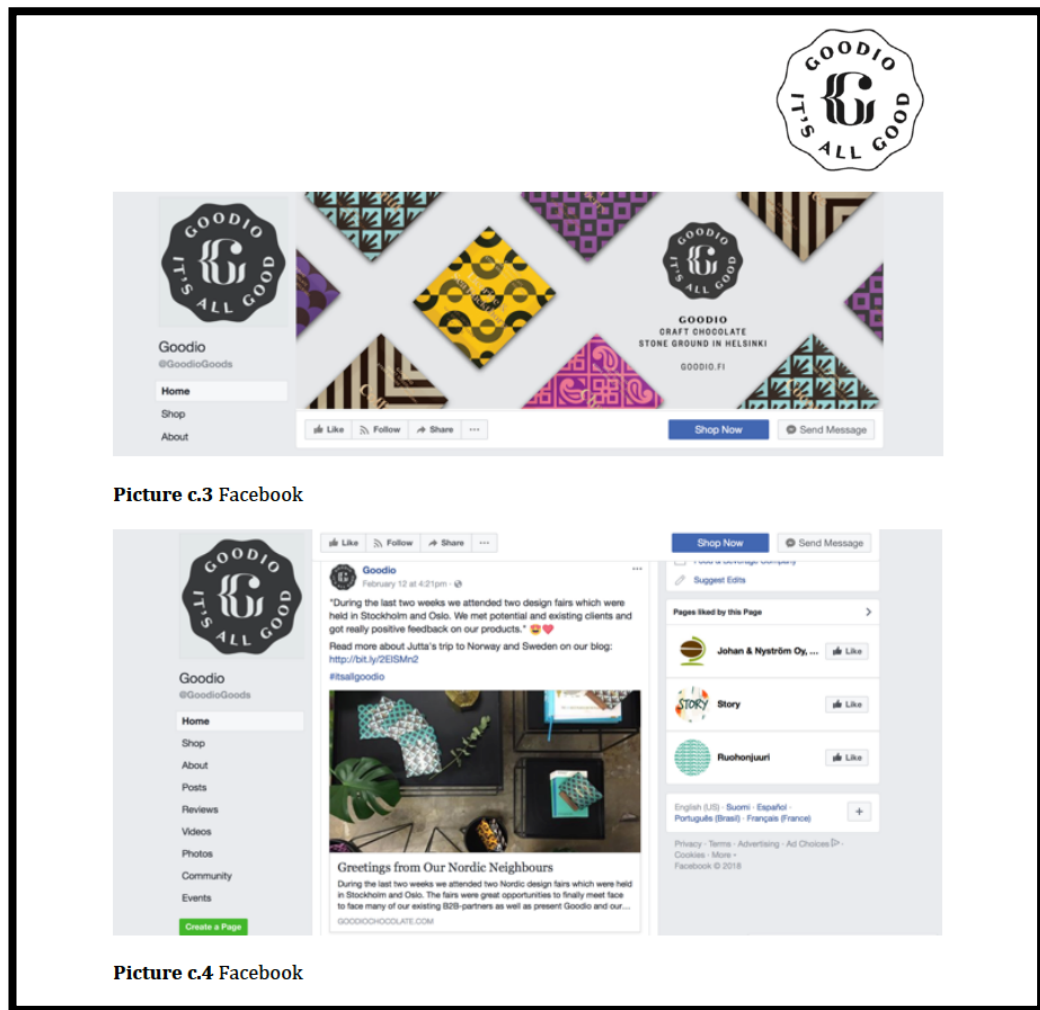 GOODIO
IT'S ALL GOOD
GOODIO
IT'S ALL GOOD
Goodio
@GoodioGoods
Home
Shop
About
GOODIO
IT'S ALL GOOD
GOODIO
CRAFT CHOCOLATE
STONE GROUND IN HELSINKI
GOODIO.FI
Like Follow Share ...
Shop Now Send Message
Picture c.3 Facebook
GOODIO
IT'S ALL GOOD
Goodio
@GoodioGoods
Home
Shop
About
Posts
Reviews
Videos
Photos
Community
Events
Create a Page
Like Follow Share ...
Goodio
February 12 at 4:21pm ·
"During the last two weeks we attended two design fairs which were
held in Stockholm and Oslo. We met potential and existing clients and
got really positive feedback on our products."
Read more about Jutta's trip to Norway and Sweden on our blog:
http://bit.ly/2EISMn2
#itsallgoodio
Greetings from Our Nordic Neighbours
During the last two weeks we attended two Nordic design fairs which were held
in Stockholm and Oslo. The fairs were great opportunities to finally meet face
to face many of our existing B2B-partners as well as present Goodio and our...
GOODIOCHOCOLATE.COM
Shop Now Send Message
Food & Beverage Company
Suggest Edits
Pages liked by this Page
Johan & Nyström Oy, ... Like
STORY Story Like
Ruohonjuuri Like
English (US) · Suomi · Español ·
Português (Brasil) · Français (France)
Privacy · Terms · Advertising · Ad Choices ·
Cookies · More
Facebook © 2018
Picture c.4 Facebook